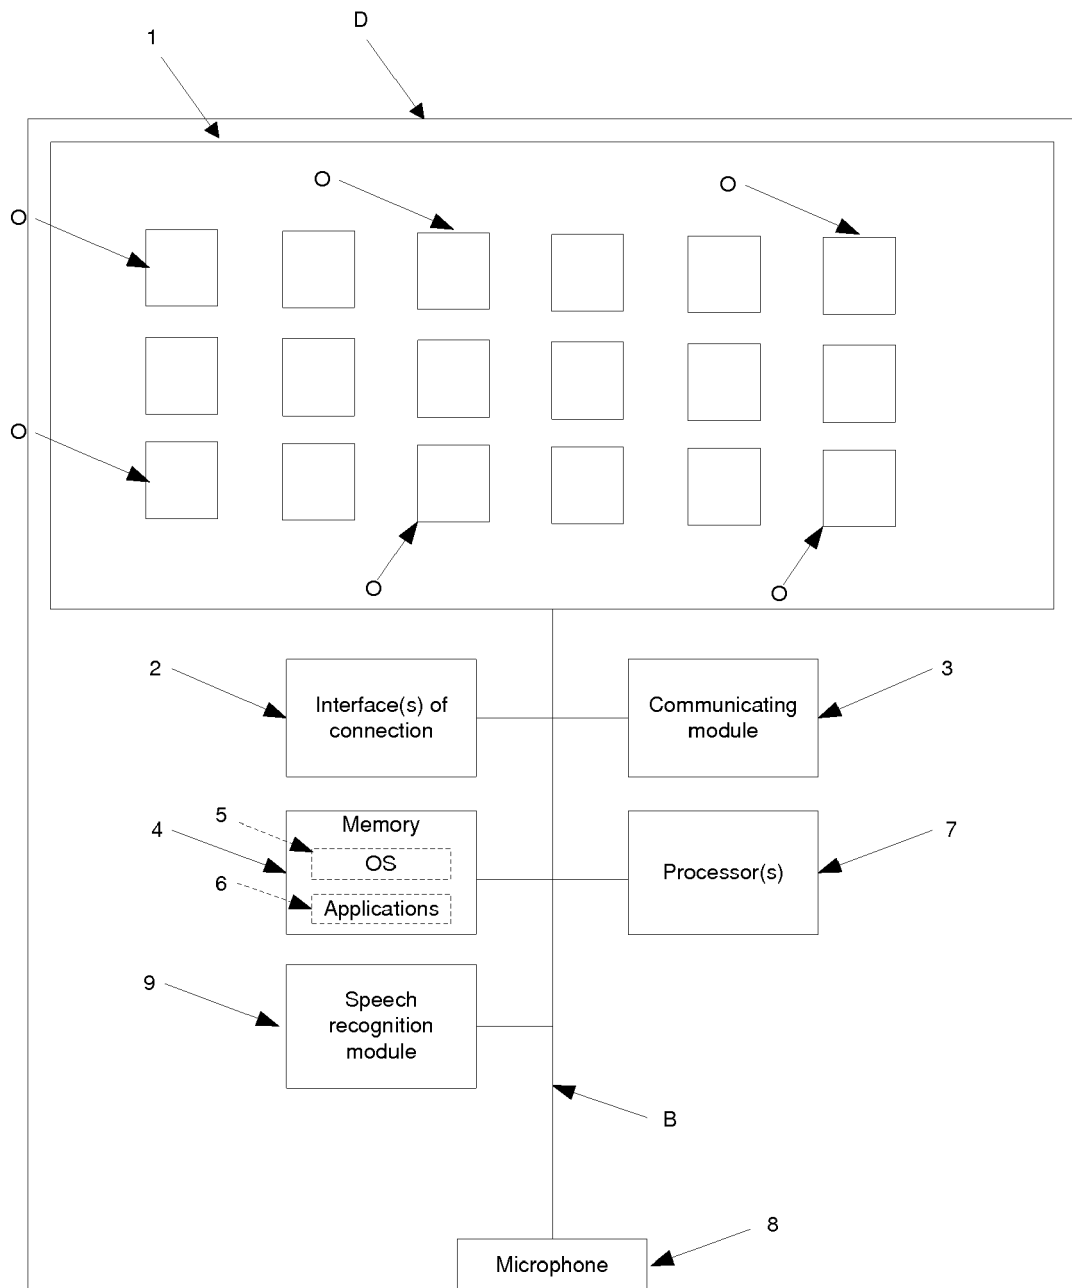 D
1
O
O
O
O
O
O
2
Interface(s) of
connection
Communicating
module
3
5
4
Memory
OS
6
Applications
Processor(s)
7
9
Speech
recognition
module
B
8
Microphone